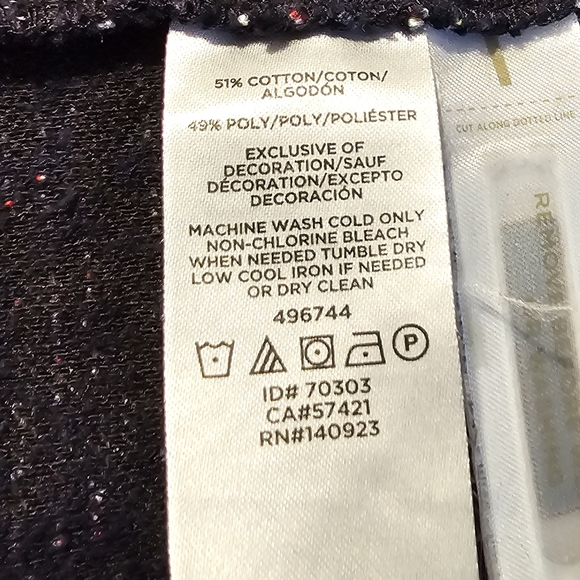 51% COTTON/COTON/
ALGODÓN
49% POLY/POLY/POLIÉSTER
EXCLUSIVE OF
DECORATION/SAUF
DÉCORATION/EXCEPTO
DECORACIÓN
MACHINE WASH COLD ONLY
NON-CHLORINE BLEACH
WHEN NEEDED TUMBLE DRY
LOW COOL IRON IF NEEDED
OR DRY CLEAN
496744
P
ID# 70303
CA#57421
RN#140923
CUT ALONG DOTTED LINE